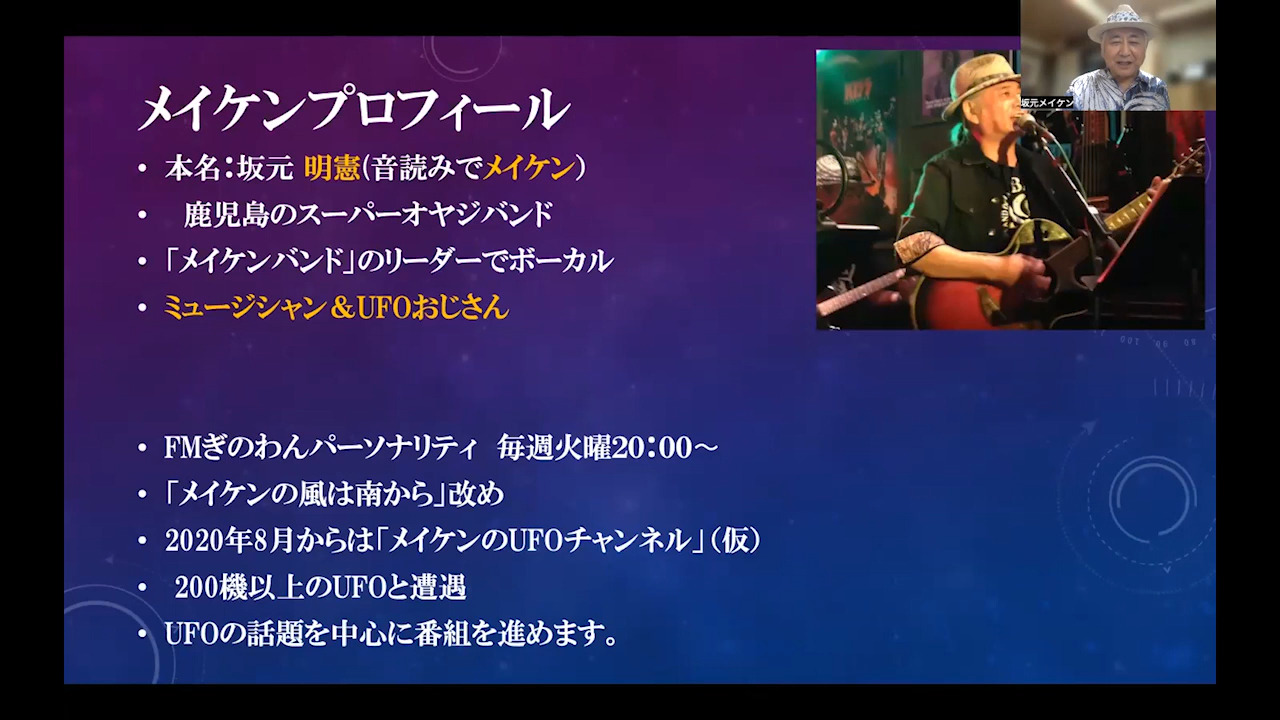 坂元メイケン
メイケンプロフィール
• 本名：坂元 明憲(音読みでメイケン)
• 鹿児島のスーパーオヤジバンド
• 「メイケンバンド」のリーダーでボーカル
• ミュージシャン＆UFOおじさん
• FMぎのわんパーソナリティ 毎週火曜20：00～
• 「メイケンの風は南から」改め
• 2020年8月からは「メイケンのUFOチャンネル」（仮）
• 200機以上のUFOと遭遇
• UFOの話題を中心に番組を進めます。